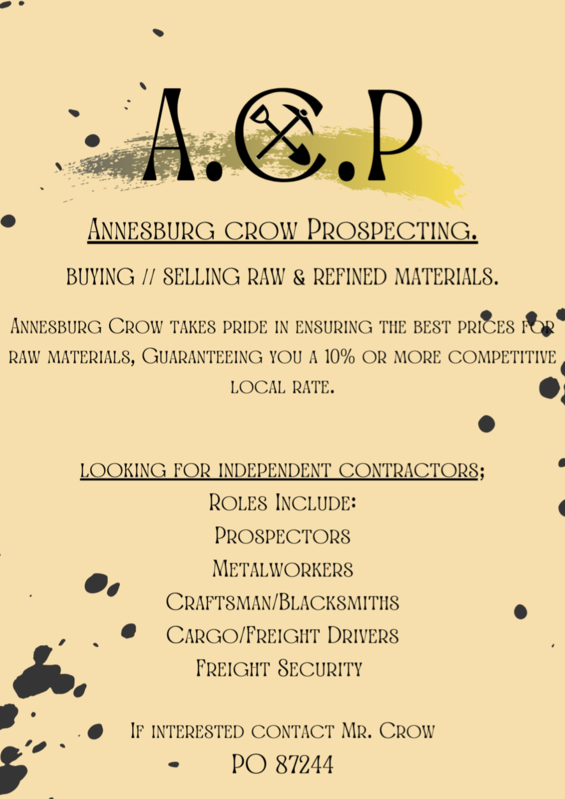 A.C.P
Annesburg crow Prospecting.
BUYING // SELLING RAW & REFINED MATERIALS.
Annesburg Crow takes pride in ensuring the best prices for
raw materials, Guaranteeing you a 10% or more competitive
local rate.
looking for independent contractors;
Roles Include:
Prospectors
Metalworkers
Craftsman/Blacksmiths
Cargo/Freight Drivers
Freight Security
If interested contact Mr. Crow
PO 87244